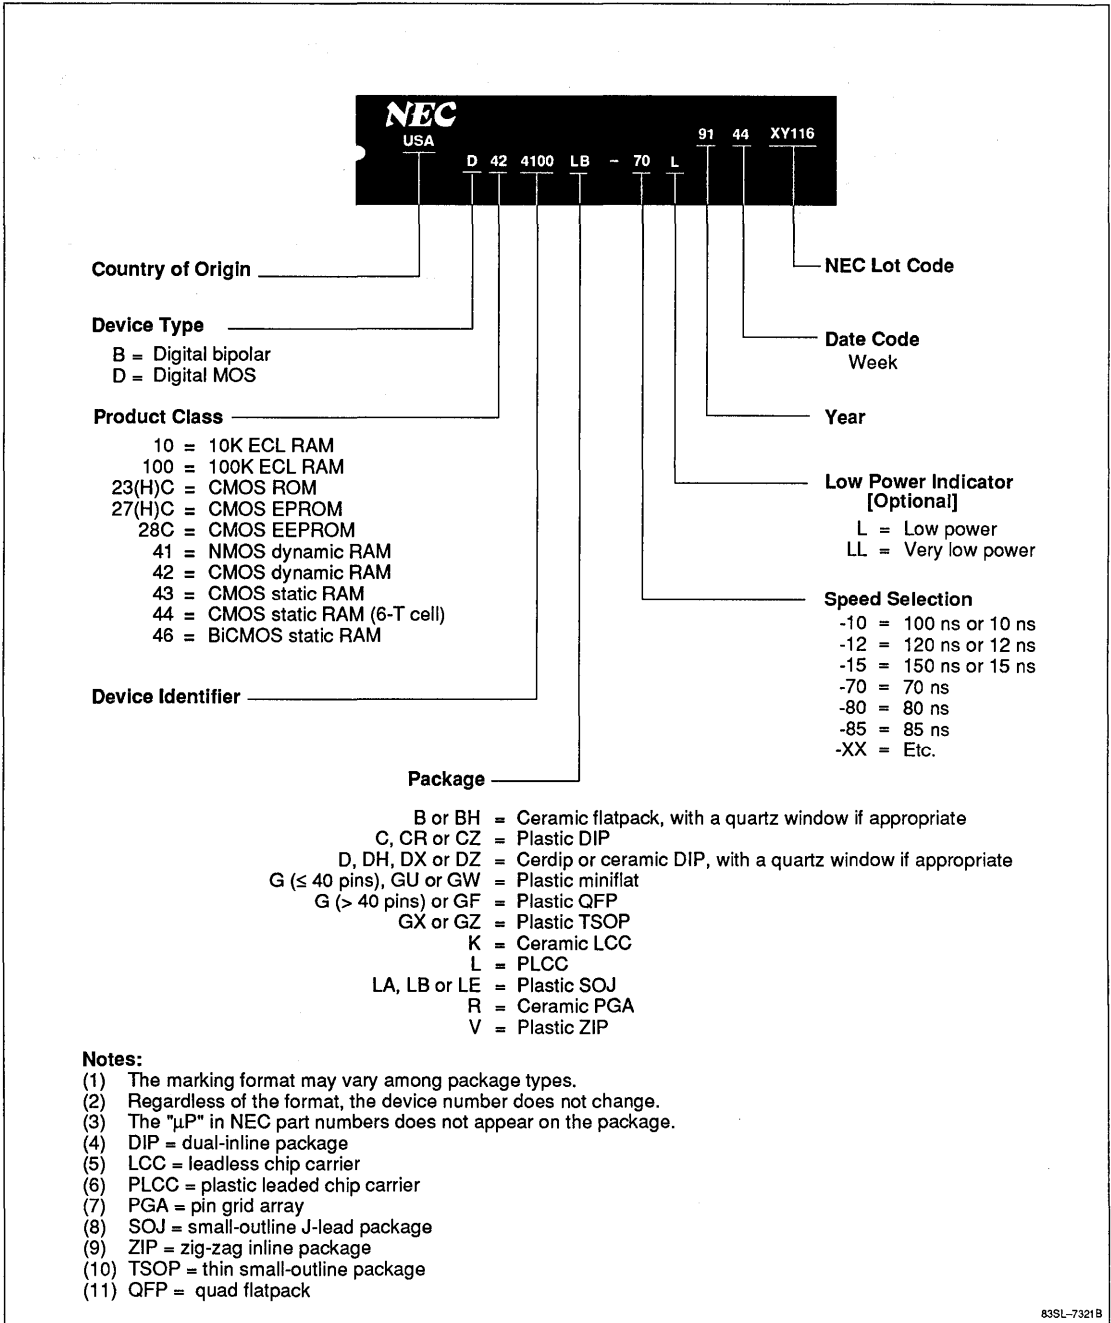 NEC
USA
91 44 XY116
D 42 4100 LB - 70 L
Country of Origin
NEC Lot Code
Device Type
B = Digital bipolar
D = Digital MOS
Date Code
Week
Product Class
10 = 10K ECL RAM
100 = 100K ECL RAM
23(H)C = CMOS ROM
27(H)C = CMOS EPROM
28C = CMOS EEPROM
41 = NMOS dynamic RAM
42 = CMOS dynamic RAM
43 = CMOS static RAM
44 = CMOS static RAM (6-T cell)
46 = BiCMOS static RAM
Year
Low Power Indicator
[Optional]
L = Low power
LL = Very low power
Speed Selection
-10 = 100 ns or 10 ns
-12 = 120 ns or 12 ns
-15 = 150 ns or 15 ns
-70 = 70 ns
-80 = 80 ns
-85 = 85 ns
-XX = Etc.
Device Identifier
Package
B or BH = Ceramic flatpack, with a quartz window if appropriate
C, CR or CZ = Plastic DIP
D, DH, DX or DZ = Cerdip or ceramic DIP, with a quartz window if appropriate
G (≤ 40 pins), GU or GW = Plastic miniflat
G (> 40 pins) or GF = Plastic QFP
GX or GZ = Plastic TSOP
K = Ceramic LCC
L = PLCC
LA, LB or LE = Plastic SOJ
R = Ceramic PGA
V = Plastic ZIP
Notes:
(1) The marking format may vary among package types.
(2) Regardless of the format, the device number does not change.
(3) The "μP" in NEC part numbers does not appear on the package.
(4) DIP = dual-inline package
(5) LCC = leadless chip carrier
(6) PLCC = plastic leaded chip carrier
(7) PGA = pin grid array
(8) SOJ = small-outline J-lead package
(9) ZIP = zig-zag inline package
(10) TSOP = thin small-outline package
(11) QFP = quad flatpack
83SL-7321B